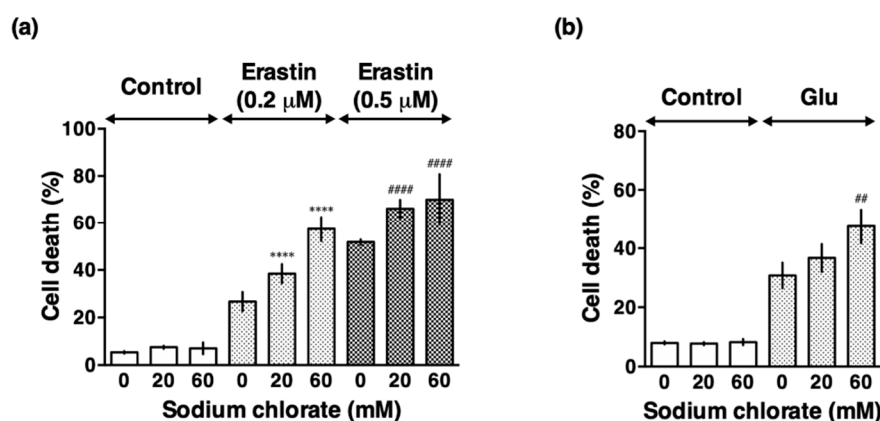 (a)
Control
Erastin
(0.2 μM)
Erastin
(0.5 μM)
Cell death (%)
100
80
60
40
20
0
****
****
####
####
0 20 60 0 20 60 0 20 60
Sodium chlorate (mM)
(b)
Control Glu
Cell death (%)
80
60
40
20
0
##
0 20 60 0 20 60
Sodium chlorate (mM)